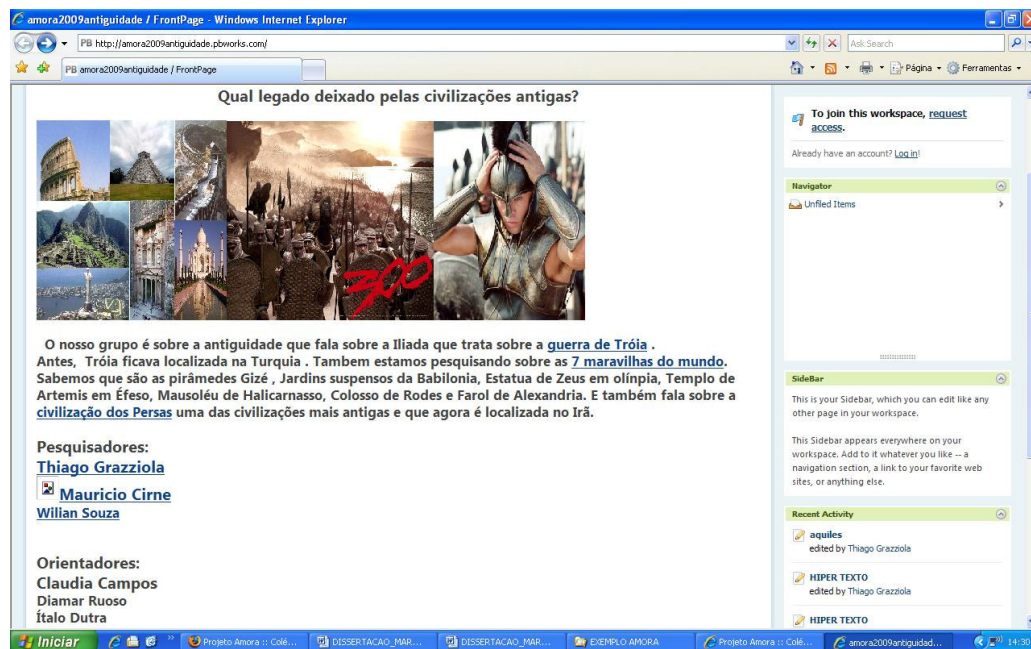 amora2009antiguidade / FrontPage - Windows Internet Explorer
PB http://amora2009antiguidade.pbworks.com/
Ask Search
PB amora2009antiguidade / FrontPage
Página
Ferramentas
Qual legado deixado pelas civilizações antigas?
300
O nosso grupo é sobre a antiguidade que fala sobre a Iliada que trata sobre a guerra de Tróia .
Antes, Tróia ficava localizada na Turquia . Tambem estamos pesquisando sobre as 7 maravilhas do mundo.
Sabemos que são as pirâmedes Gizé , Jardins suspensos da Babilonia, Estatua de Zeus em olínpia, Templo de
Artemis em Éfeso, Mausoléu de Halicarnasso, Colosso de Rodes e Farol de Alexandria. E também fala sobre a
civilização dos Persas uma das civilizações mais antigas e que agora é localizada no Irã.
Pesquisadores:
Thiago Grazziola
Mauricio Cirne
Wilian Souza
Orientadores:
Claudia Campos
Diamar Ruoso
Ítalo Dutra
To join this workspace, request
access.
Already have an account? Log in!
Navigator
Unfiled Items
SideBar
This is your Sidebar, which you can edit like any
other page in your workspace.
This Sidebar appears everywhere on your
workspace. Add to it whatever you like -- a
navigation section, a link to your favorite web
sites, or anything else.
Recent Activity
aquiles
edited by Thiago Grazziola
HIPER TEXTO
edited by Thiago Grazziola
HIPER TEXTO
Iniciar
Projeto Amora :: Colé...
DISSERTACAO_MAR...
DISSERTACAO_MAR...
EXEMPLO AMORA
Projeto Amora :: Colé...
amora2009antiguidad...
14:30